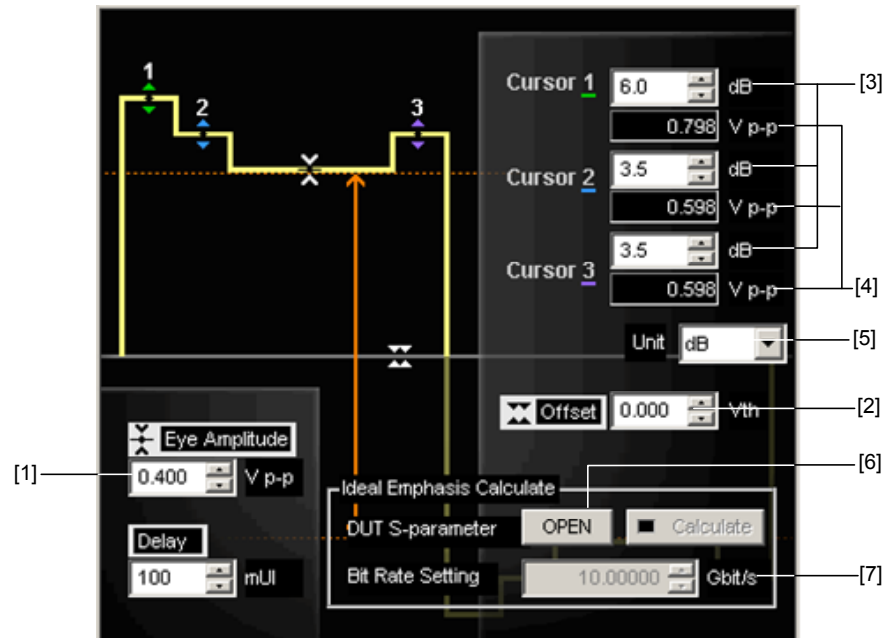 1
2
3
Cursor 1 6.0 dB [3]
0.798 V p-p
Cursor 2 3.5 dB
0.598 V p-p
Cursor 3 3.5 dB
0.598 V p-p [4]
Unit dB [5]
Offset 0.000 Vth [2]
Eye Amplitude
[1] 0.400 V p-p
Delay
100 mUI
Ideal Emphasis Calculate
[6]
DUT S-parameter OPEN Calculate
Bit Rate Setting 10.00000 Gbit/s [7]